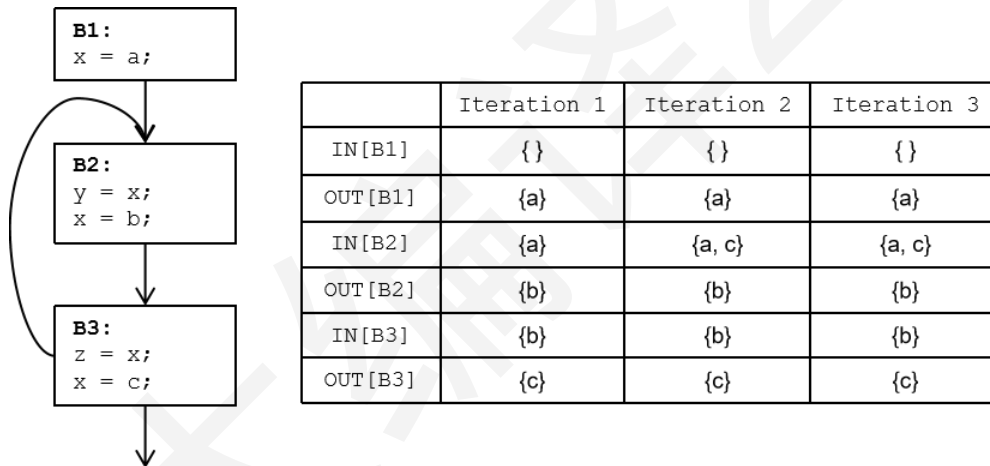 B1:
x = a;
B2:
y = x;
x = b;
B3:
z = x;
x = c;
Iteration 1 Iteration 2 Iteration 3
IN[B1] {} {} {}
OUT[B1] {a} {a} {a}
IN[B2] {a} {a, c} {a, c}
OUT[B2] {b} {b} {b}
IN[B3] {b} {b} {b}
OUT[B3] {c} {c} {c}